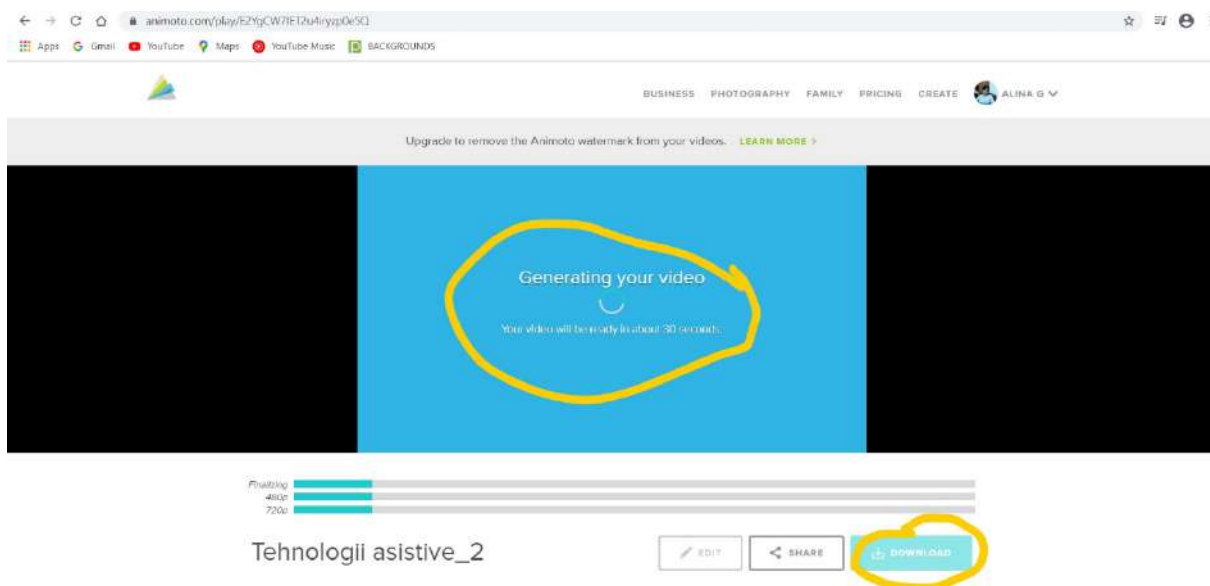 animoto.com/play/E2YgCW7IE12u4iryzp0eSQ
Apps Gmail YouTube Maps YouTube Music BACKGROUNDS
BUSINESS PHOTOGRAPHY FAMILY PRICING CREATE ALINA G
Upgrade to remove the Animoto watermark from your videos. LEARN MORE >
Generating your video
Your video will be ready in about 30 seconds.
Finalizing
480p
720p
Tehnologii asistive_2
EDIT SHARE DOWNLOAD